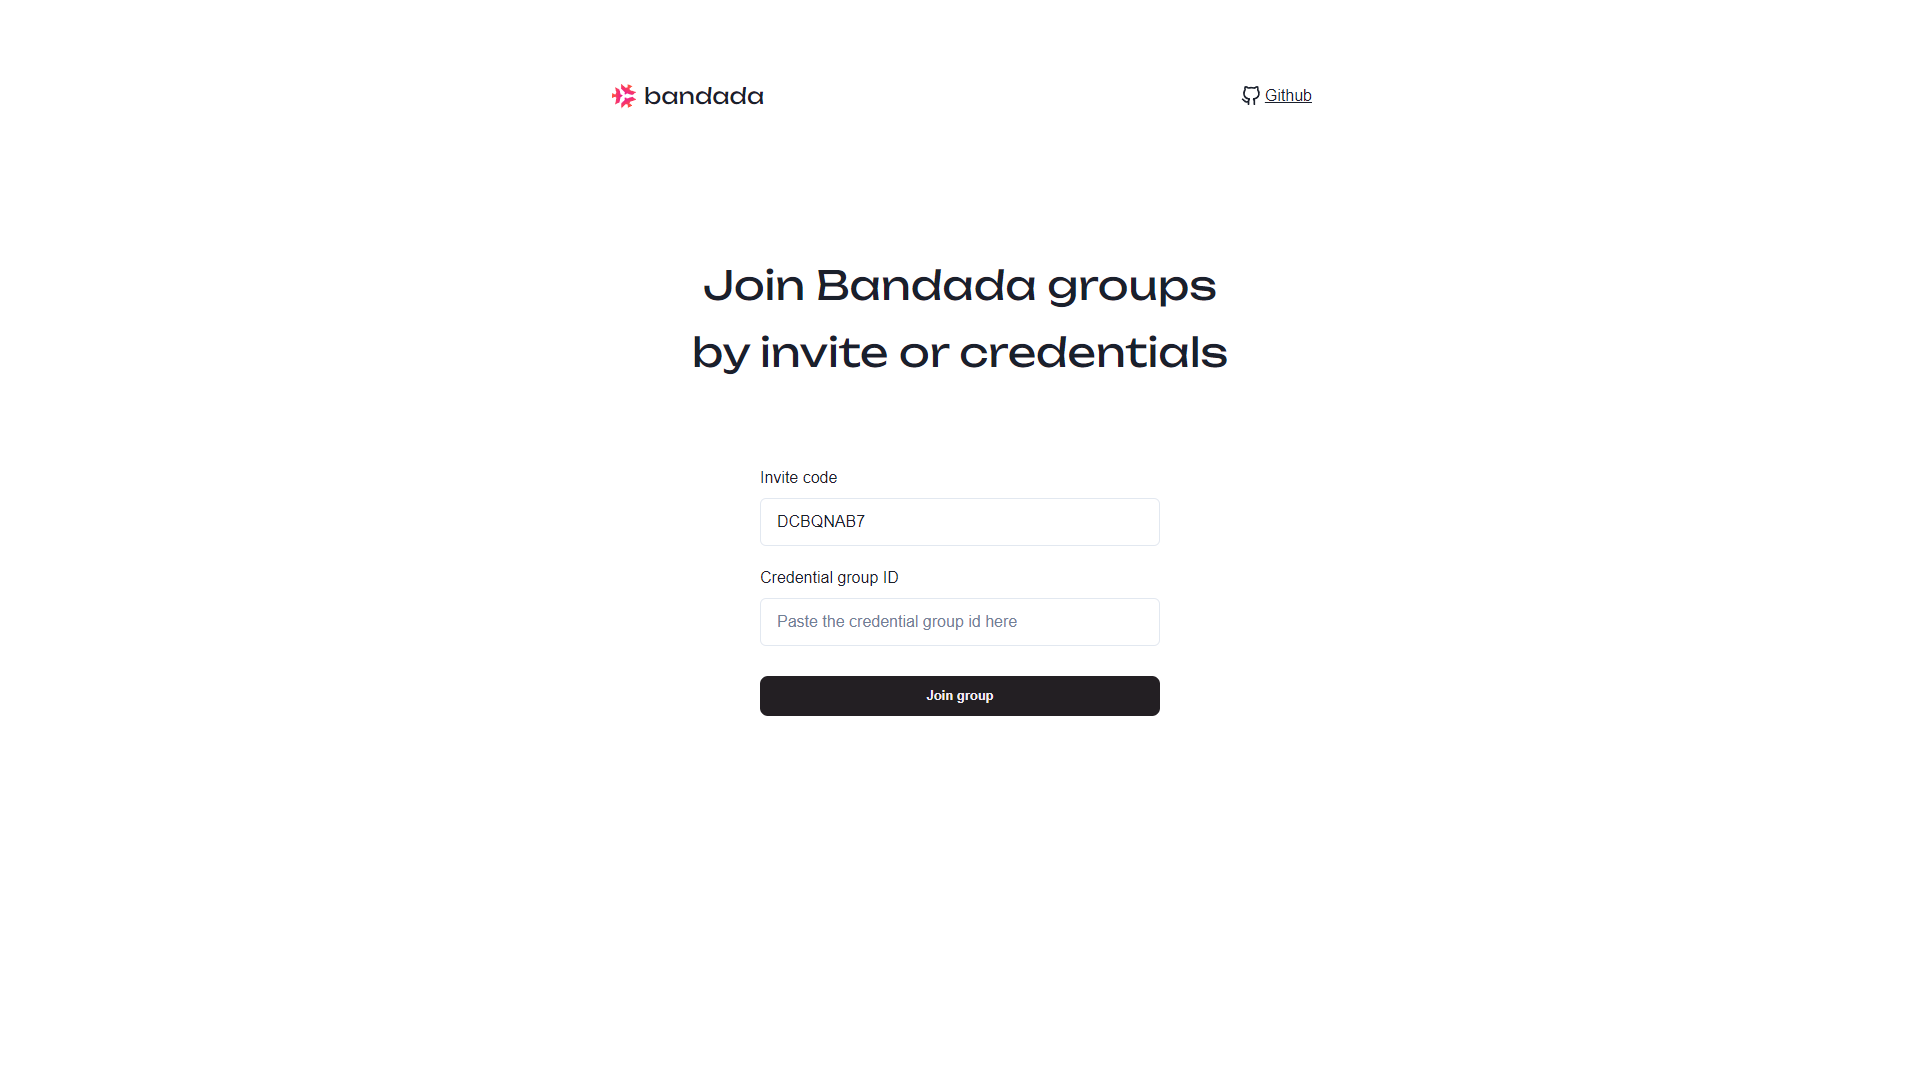 bandada
Github
Join Bandada groups
by invite or credentials
Invite code
DCBQNAB7
Credential group ID
Paste the credential group id here
Join group